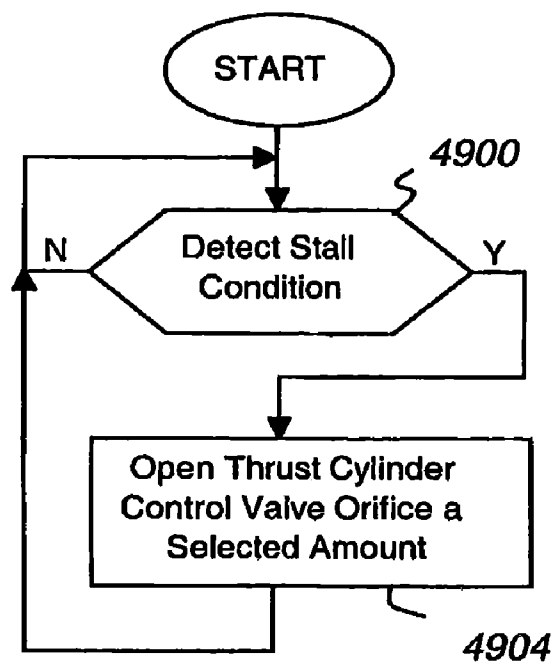 START
4900
N
Detect Stall
Y
Condition
Open Thrust Cylinder
Control Valve Orifice a
Selected Amount
4904